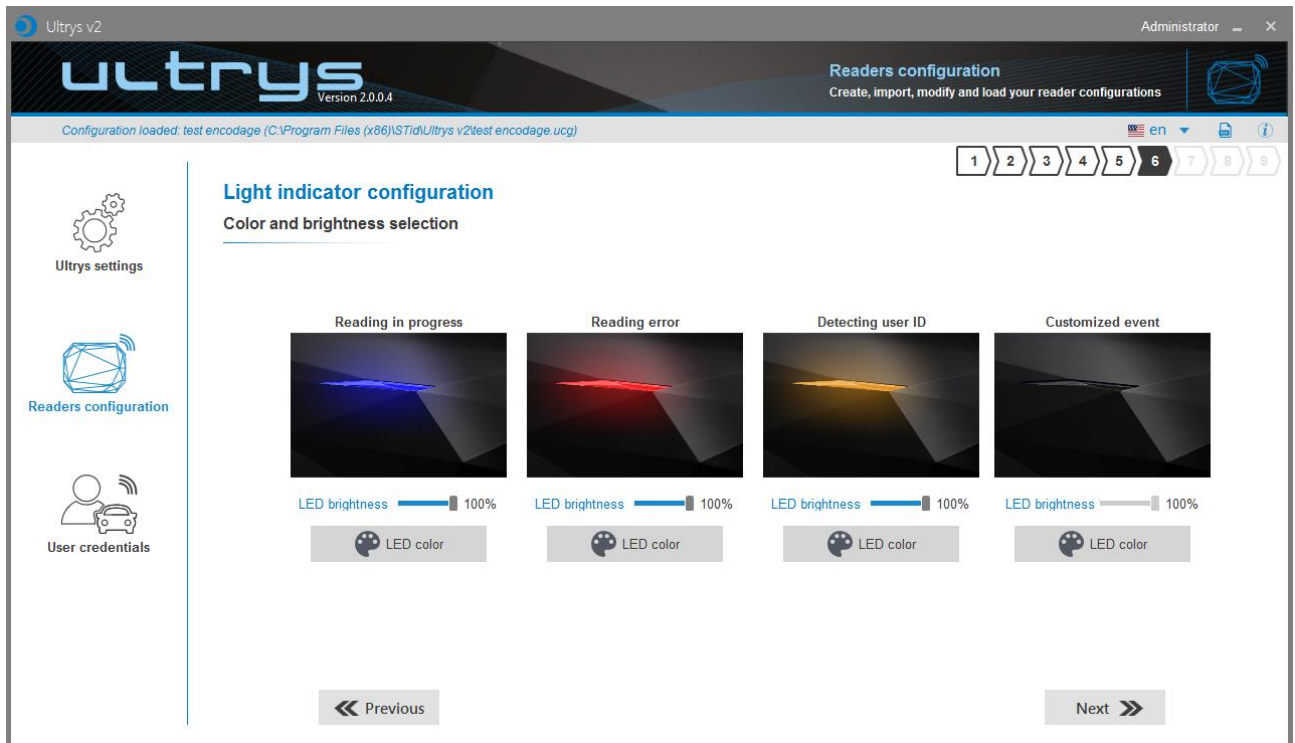 Ultrys v2
Administrator
ultrys
Version 2.0.0.4
Readers configuration
Create, import, modify and load your reader configurations
Configuration loaded: test encodage (C:\Program Files (x86)\STid\Ultrys v2\test encodage.ucg)
en
1 2 3 4 5 6 7 8 9
Light indicator configuration
Color and brightness selection
Ultrys settings
Readers configuration
User credentials
Reading in progress
Reading error
Detecting user ID
Customized event
LED brightness 100%
LED brightness 100%
LED brightness 100%
LED brightness 100%
LED color
LED color
LED color
LED color
Previous
Next